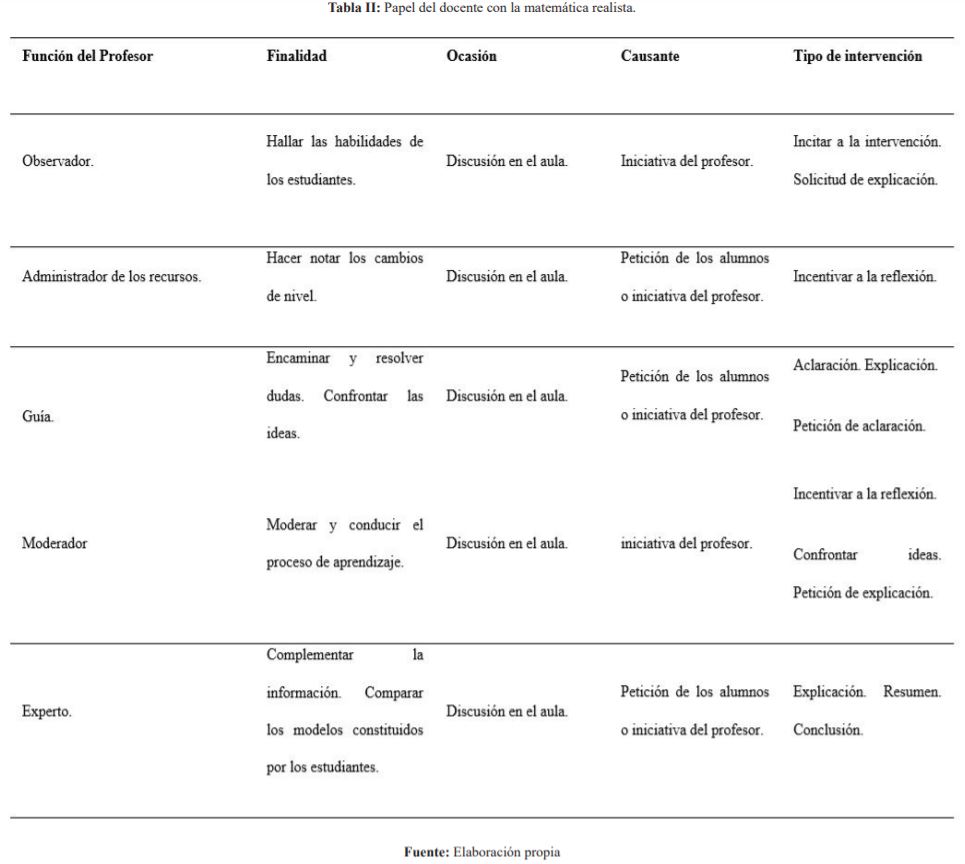 Tabla II: Papel del docente con la matemática realista.
Función del Profesor Finalidad Ocasión Causante Tipo de intervención
Observador. Hallar las habilidades de los estudiantes. Discusión en el aula. Iniciativa del profesor. Incitar a la intervención. Solicitud de explicación.
Administrador de los recursos. Hacer notar los cambios de nivel. Discusión en el aula. Petición de los alumnos o iniciativa del profesor. Incentivar a la reflexión.
Guía. Encaminar y resolver dudas. Confrontar las ideas. Discusión en el aula. Petición de los alumnos o iniciativa del profesor. Aclaración. Explicación. Petición de aclaración.
Moderador Moderar y conducir el proceso de aprendizaje. Discusión en el aula. iniciativa del profesor. Incentivar a la reflexión. Confrontar ideas. Petición de explicación.
Experto. Complementar la información. Comparar los modelos constituidos por los estudiantes. Discusión en el aula. Petición de los alumnos o iniciativa del profesor. Explicación. Resumen. Conclusión.
Fuente: Elaboración propia